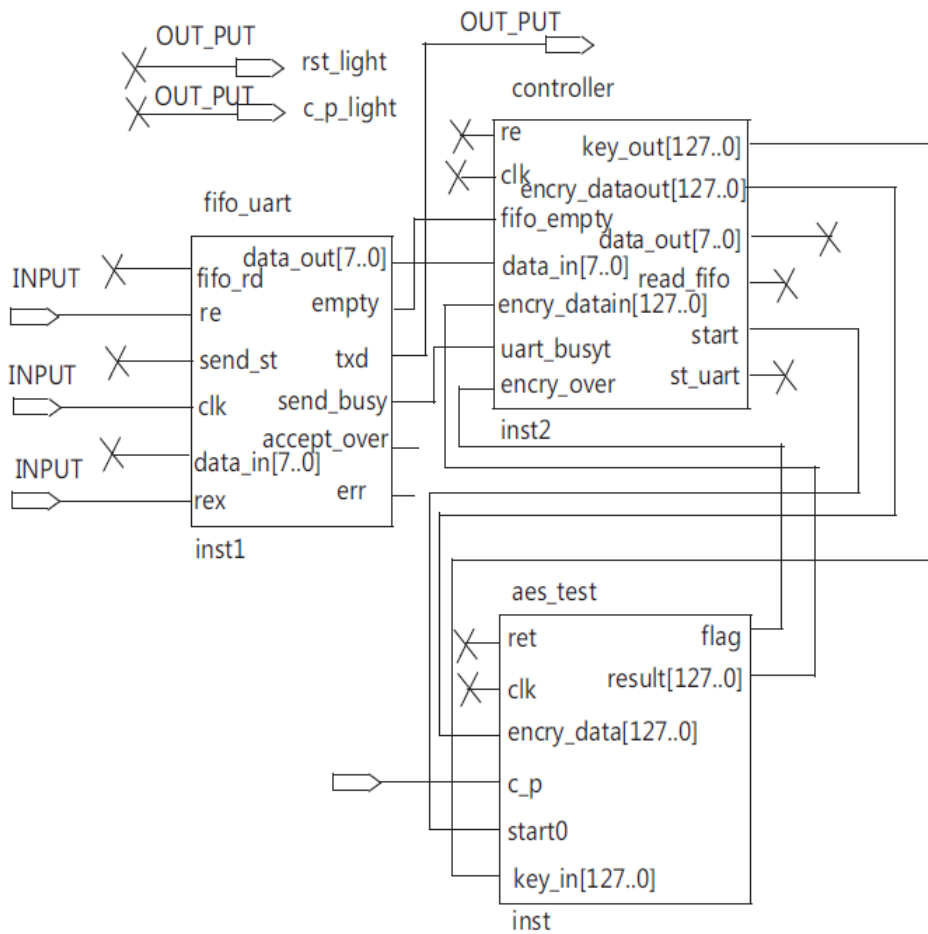 OUT_PUT
rst_light
OUT_PUT
c_p_light
OUT_PUT
controller
re
clk
fifo_empty
data_in[7..0]
encry_datain[127..0]
uart_busyt
encry_over
key_out[127..0]
encry_dataout[127..0]
data_out[7..0]
read_fifo
start
st_uart
inst2
fifo_uart
INPUT
INPUT
INPUT
fifo_rd
re
send_st
clk
data_in[7..0]
rex
data_out[7..0]
empty
txd
send_busy
accept_over
err
inst1
aes_test
ret
clk
encry_data[127..0]
c_p
start0
key_in[127..0]
flag
result[127..0]
inst